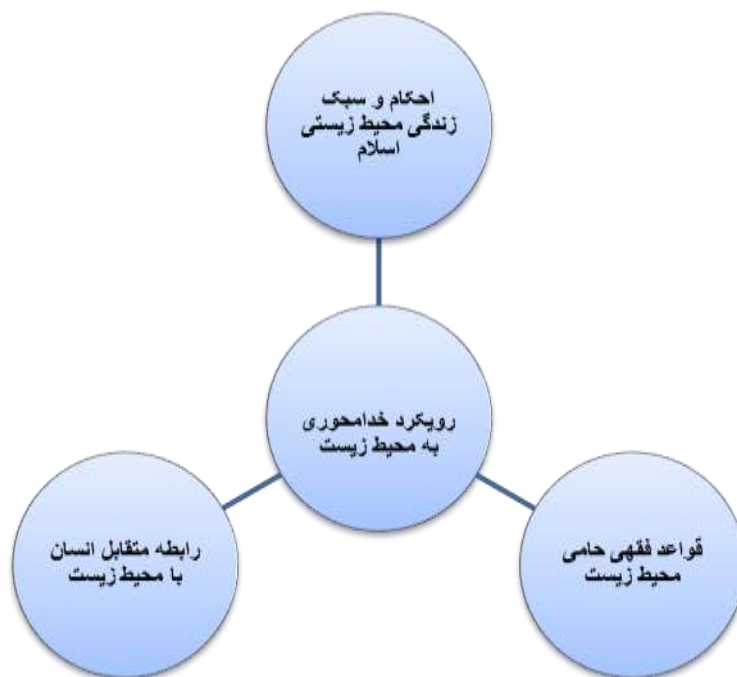 احکام و سبک
زندگی محیط زیستی
اسلام
رویکرد خدامحوری
به محیط زیست
رابطه متقابل انسان
با محیط زیست
قواعد فقهی حامی
محیط زیست